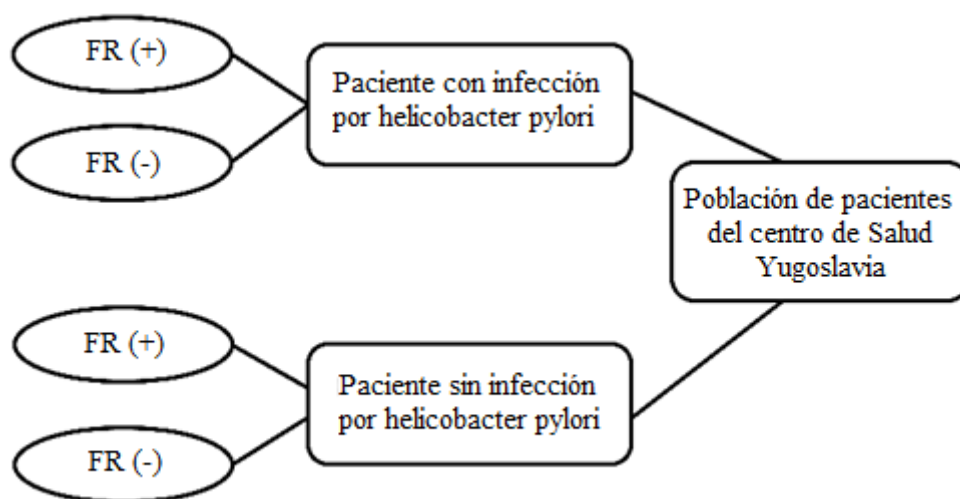 FR (+)
Paciente con infección
por helicobacter pylori
FR (-)
Población de pacientes
del centro de Salud
Yugoslavia
FR (+)
Paciente sin infección
por helicobacter pylori
FR (-)